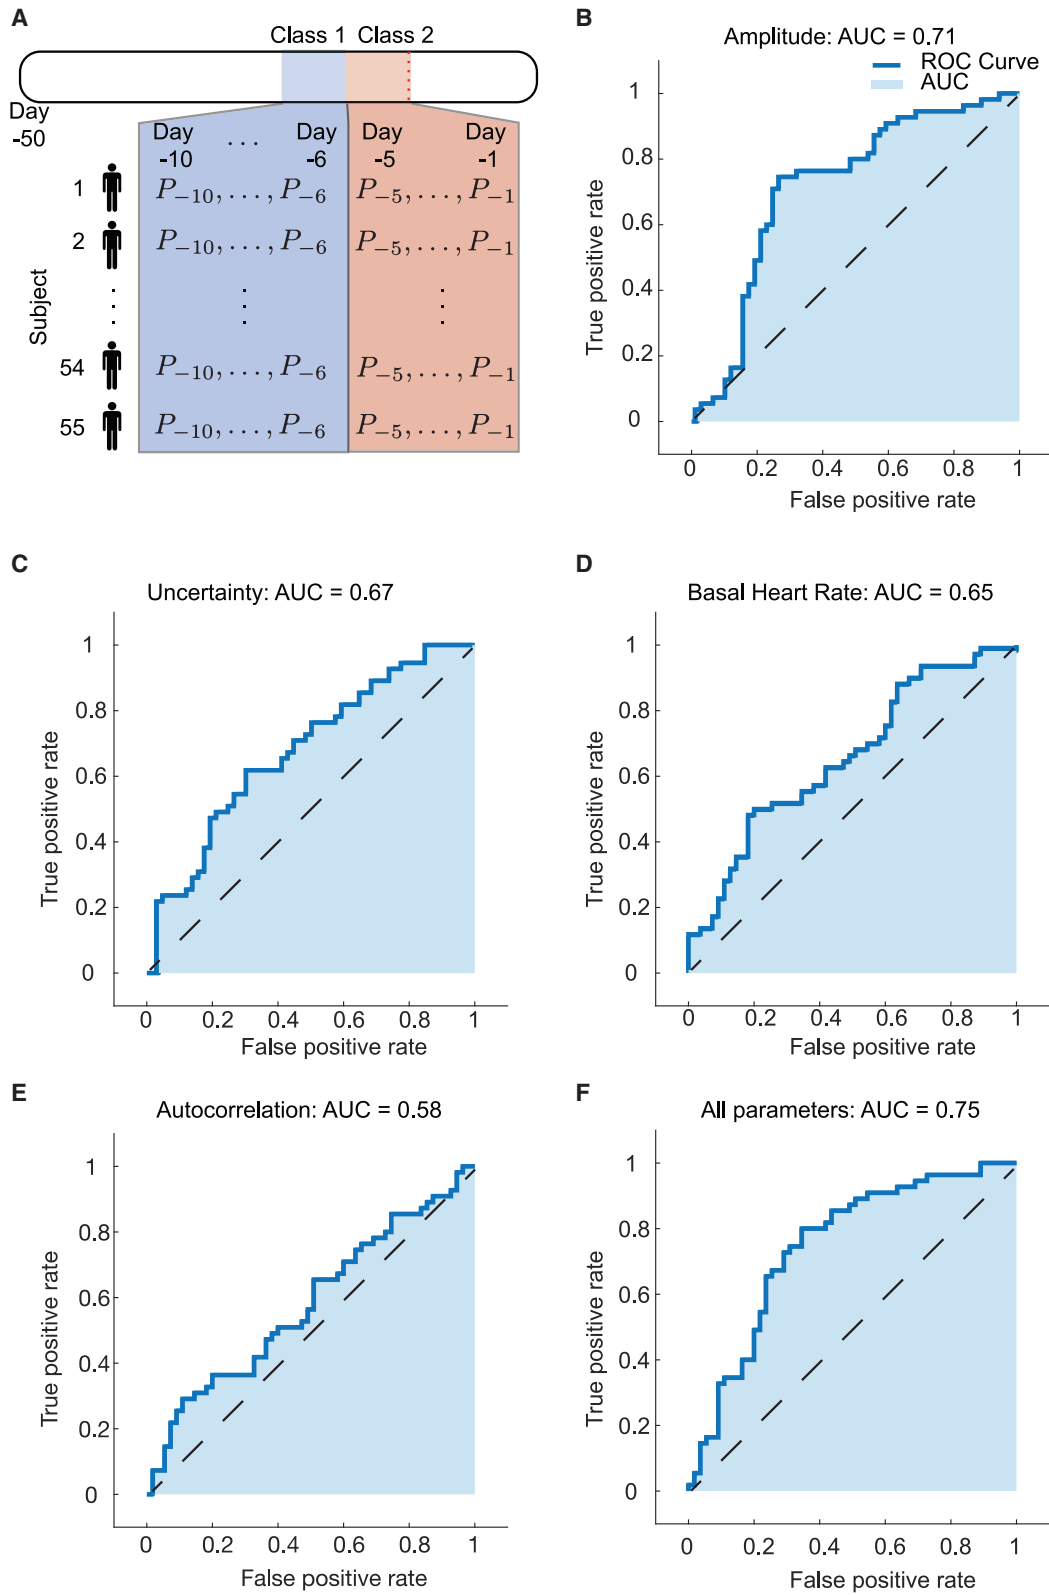 A
Class 1 Class 2
Day
-50
Day
-10
...
Day
-6
Day
-5
Day
-1
Subject
1 P₋₁₀, ..., P₋₆ P₋₅, ..., P₋₁
2 P₋₁₀, ..., P₋₆ P₋₅, ..., P₋₁
54 P₋₁₀, ..., P₋₆ P₋₅, ..., P₋₁
55 P₋₁₀, ..., P₋₆ P₋₅, ..., P₋₁
B
Amplitude: AUC = 0.71
ROC Curve
AUC
True positive rate
1
0.8
0.6
0.4
0.2
0
0 0.2 0.4 0.6 0.8 1
False positive rate
C
Uncertainty: AUC = 0.67
True positive rate
1
0.8
0.6
0.4
0.2
0
0 0.2 0.4 0.6 0.8 1
False positive rate
D
Basal Heart Rate: AUC = 0.65
True positive rate
1
0.8
0.6
0.4
0.2
0
0 0.2 0.4 0.6 0.8 1
False positive rate
E
Autocorrelation: AUC = 0.58
True positive rate
1
0.8
0.6
0.4
0.2
0
0 0.2 0.4 0.6 0.8 1
False positive rate
F
All parameters: AUC = 0.75
True positive rate
1
0.8
0.6
0.4
0.2
0
0 0.2 0.4 0.6 0.8 1
False positive rate